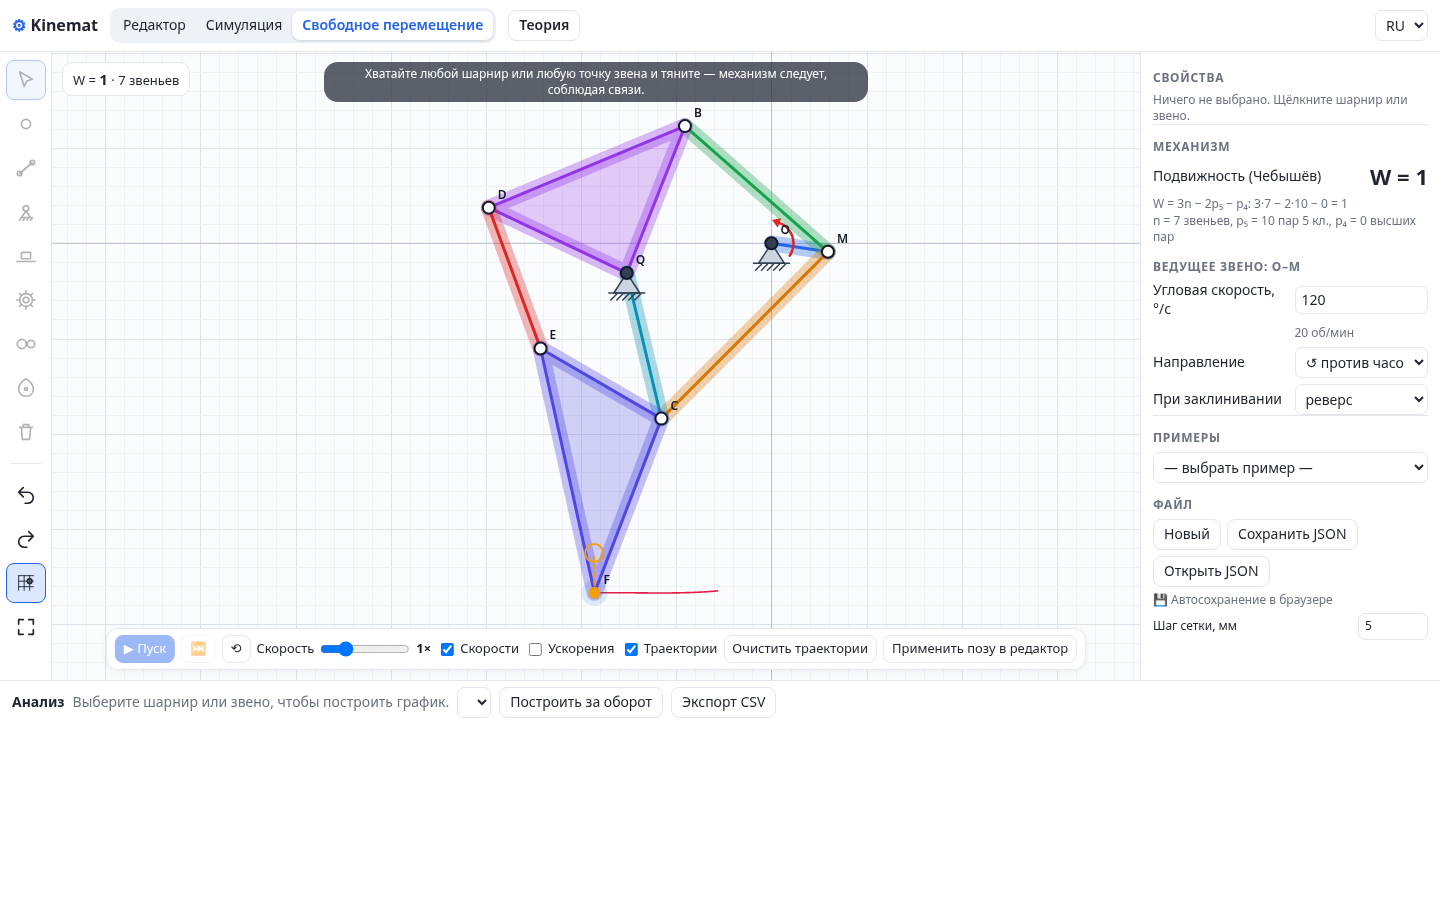 ⚙ Kinemat
Редактор
Симуляция
Свободное перемещение
Теория
RU
W = 1 · 7 звеньев
Хватайте любой шарнир или любую точку звена и тяните — механизм следует,
соблюдая связи.
B
D
O
M
Q
E
C
F
СВОЙСТВА
Ничего не выбрано. Щёлкните шарнир или
звено.
МЕХАНИЗМ
Подвижность (Чебышёв)
W = 1
W = 3n − 2p₅ − p₄: 3·7 − 2·10 − 0 = 1
n = 7 звеньев, p₅ = 10 пар 5 кл., p₄ = 0 высших
пар
ВЕДУЩЕЕ ЗВЕНО: O–M
Угловая скорость,
°/с
120
20 об/мин
Направление
↺ против часо
При заклинивании
реверс
ПРИМЕРЫ
— выбрать пример —
ФАЙЛ
Новый
Сохранить JSON
Открыть JSON
💾 Автосохранение в браузере
Шаг сетки, мм
5
▶ Пуск
⏩
⟲
Скорость
1×
Скорости
Ускорения
Траектории
Очистить траектории
Применить позу в редактор
Анализ
Выберите шарнир или звено, чтобы построить график.
Построить за оборот
Экспорт CSV